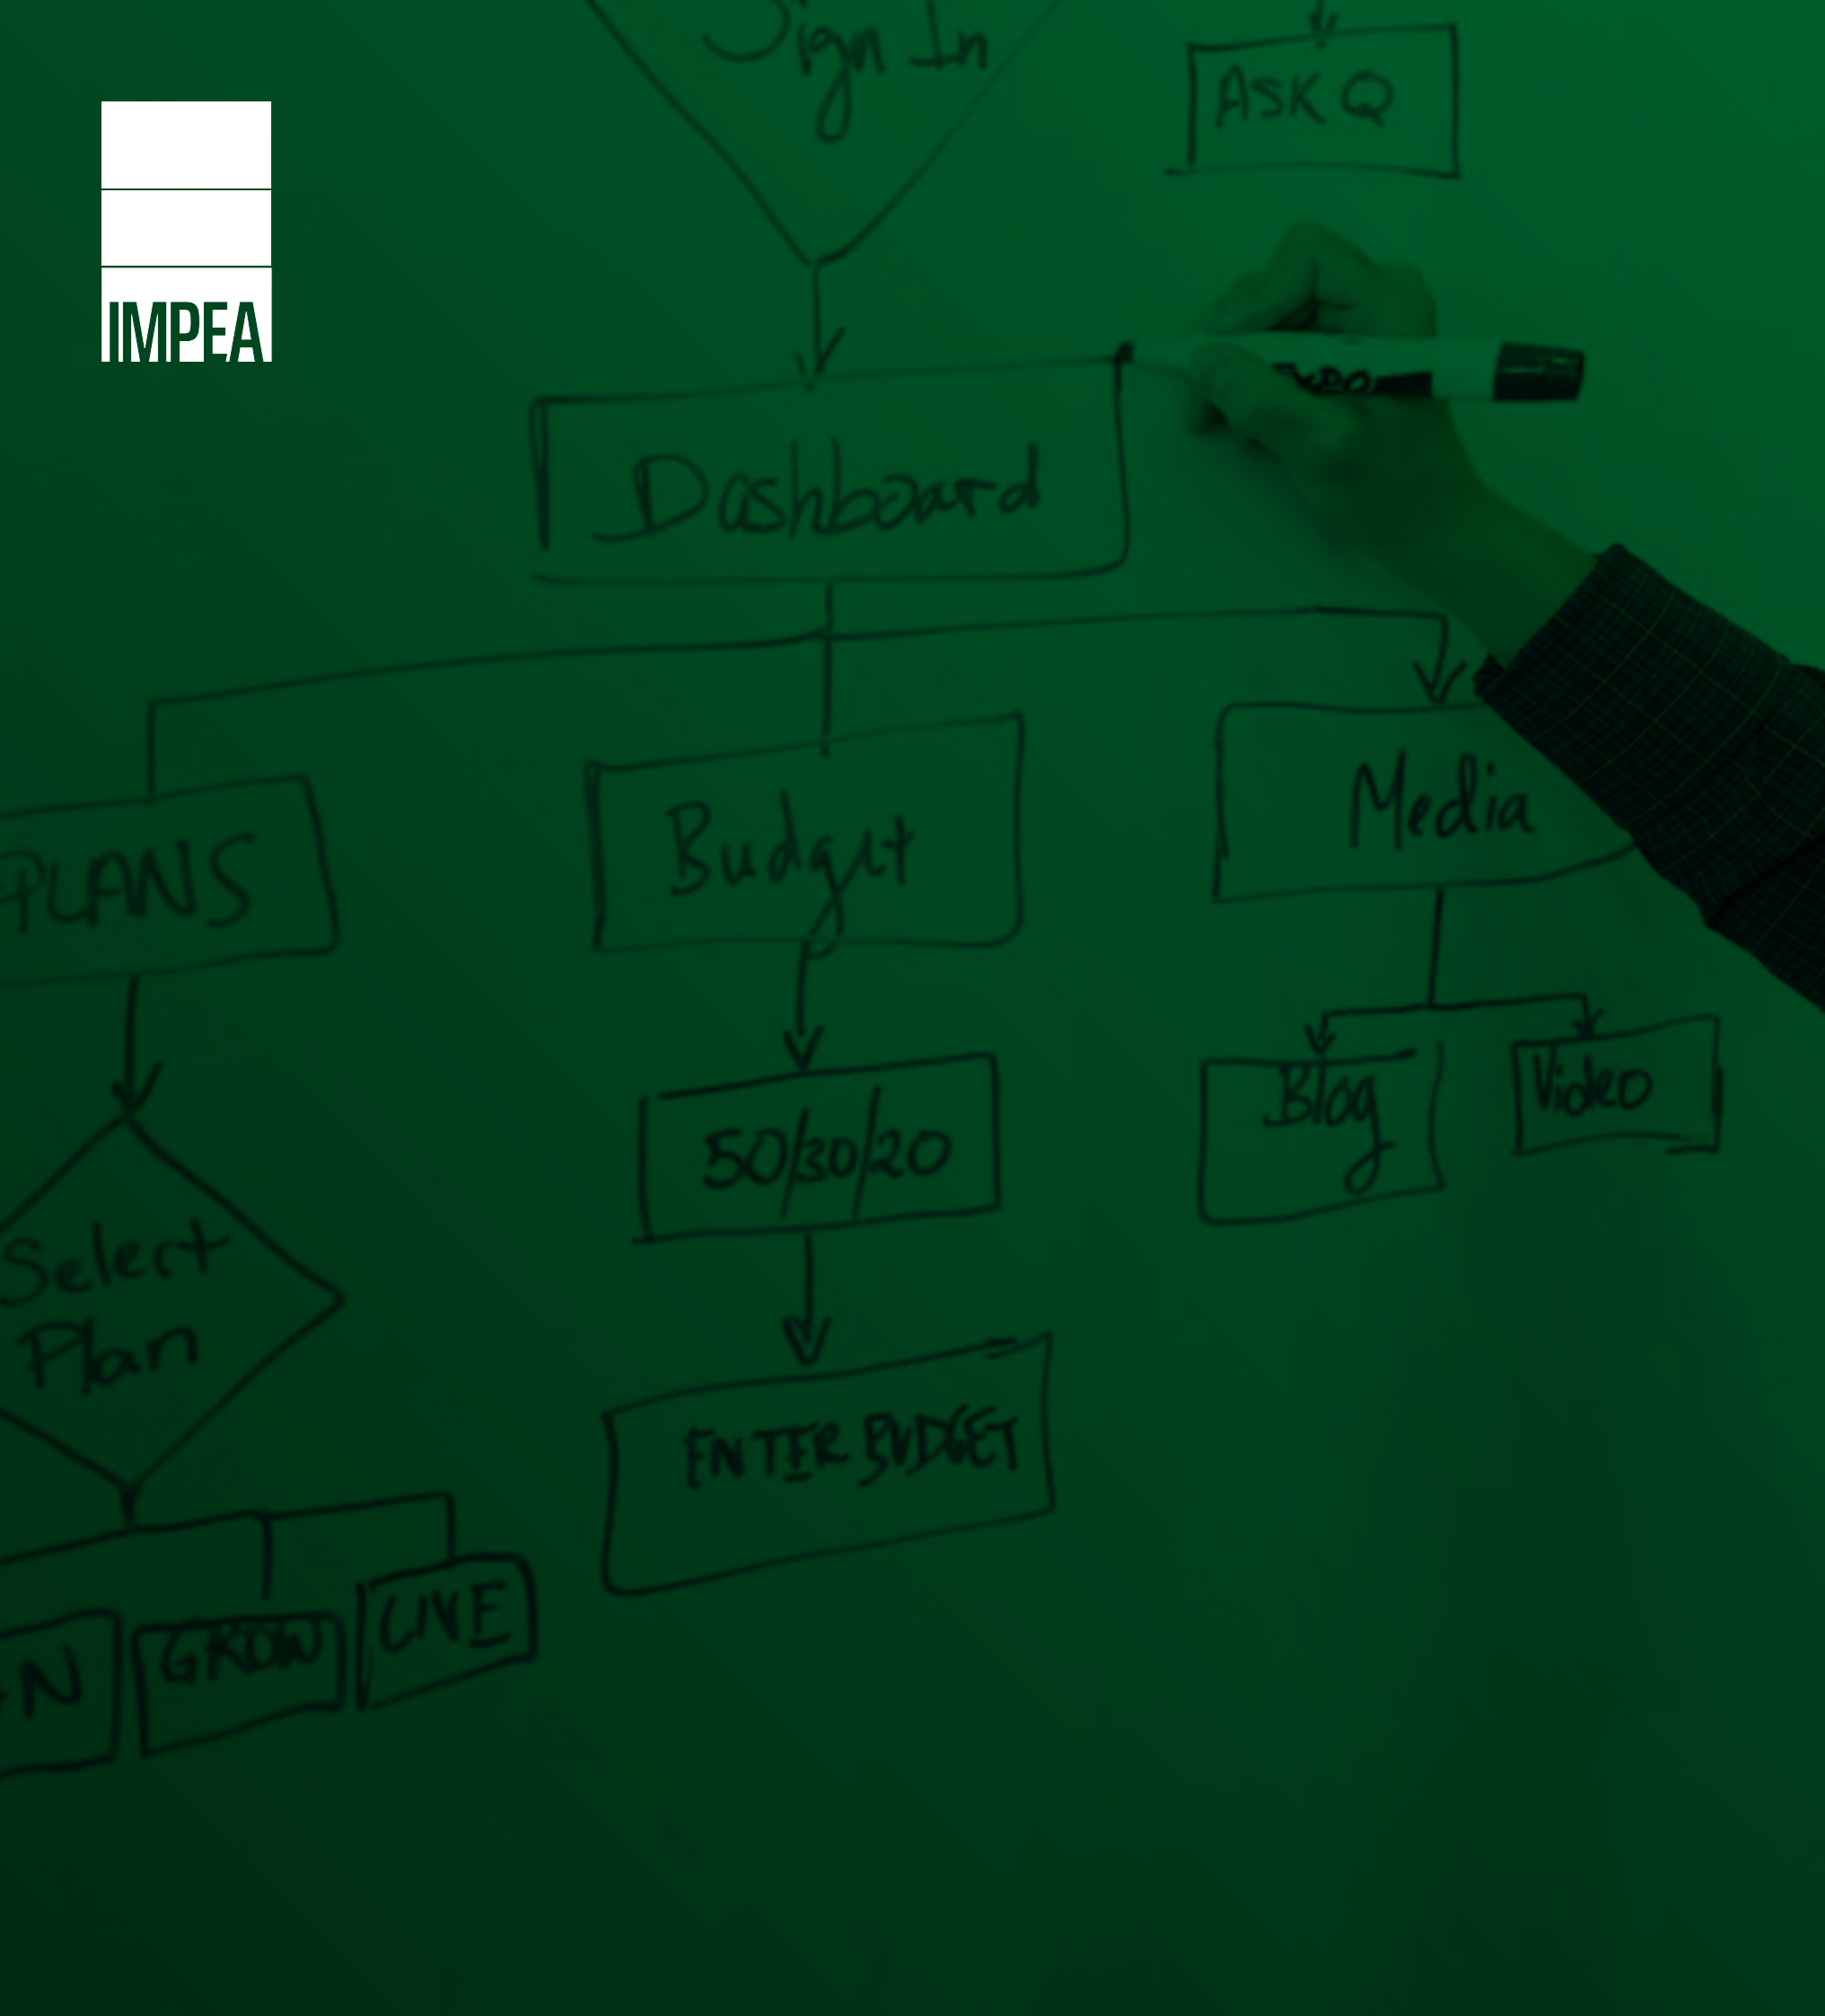 Sign In
ASK Q
IMPEA
Dashboard
PLANS
Budget
Media
50/30/20
Blog
Video
Select
Plan
ENTER BUDGET
GROW
LIVE